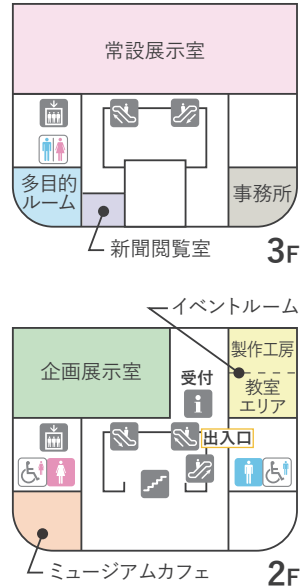 常設展示室
多目的
ルーム
事務所
新聞閲覧室
3F
イベントルーム
企画展示室
受付
製作工房
教室
エリア
出入口
ミュージアムカフェ
2F